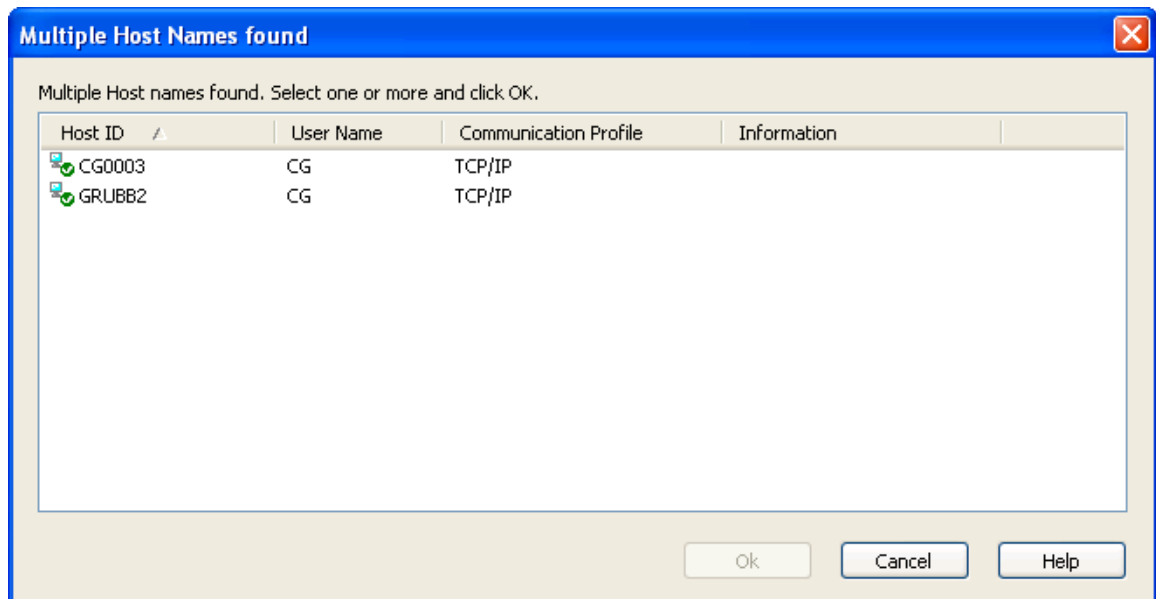 Multiple Host Names found
Multiple Host names found. Select one or more and click OK.
Host ID User Name Communication Profile Information
CG0003 CG TCP/IP
GRUBB2 CG TCP/IP
Ok Cancel Help